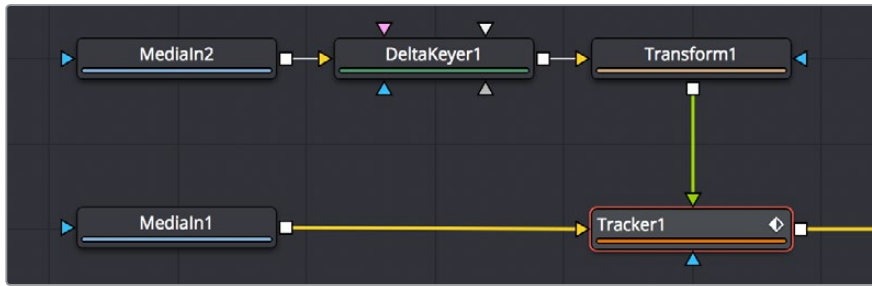 MediaIn2
DeltaKeyer1
Transform1
MediaIn1
Tracker1